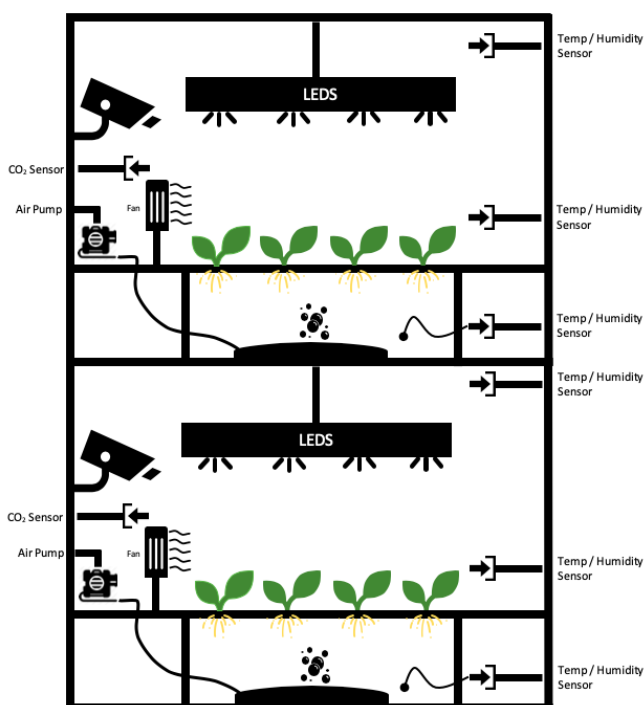 Temp / Humidity
Sensor
LEDS
CO₂ Sensor
Air Pump
Fan
Temp / Humidity
Sensor
Temp / Humidity
Sensor
Temp / Humidity
Sensor
LEDS
CO₂ Sensor
Air Pump
Fan
Temp / Humidity
Sensor
Temp / Humidity
Sensor